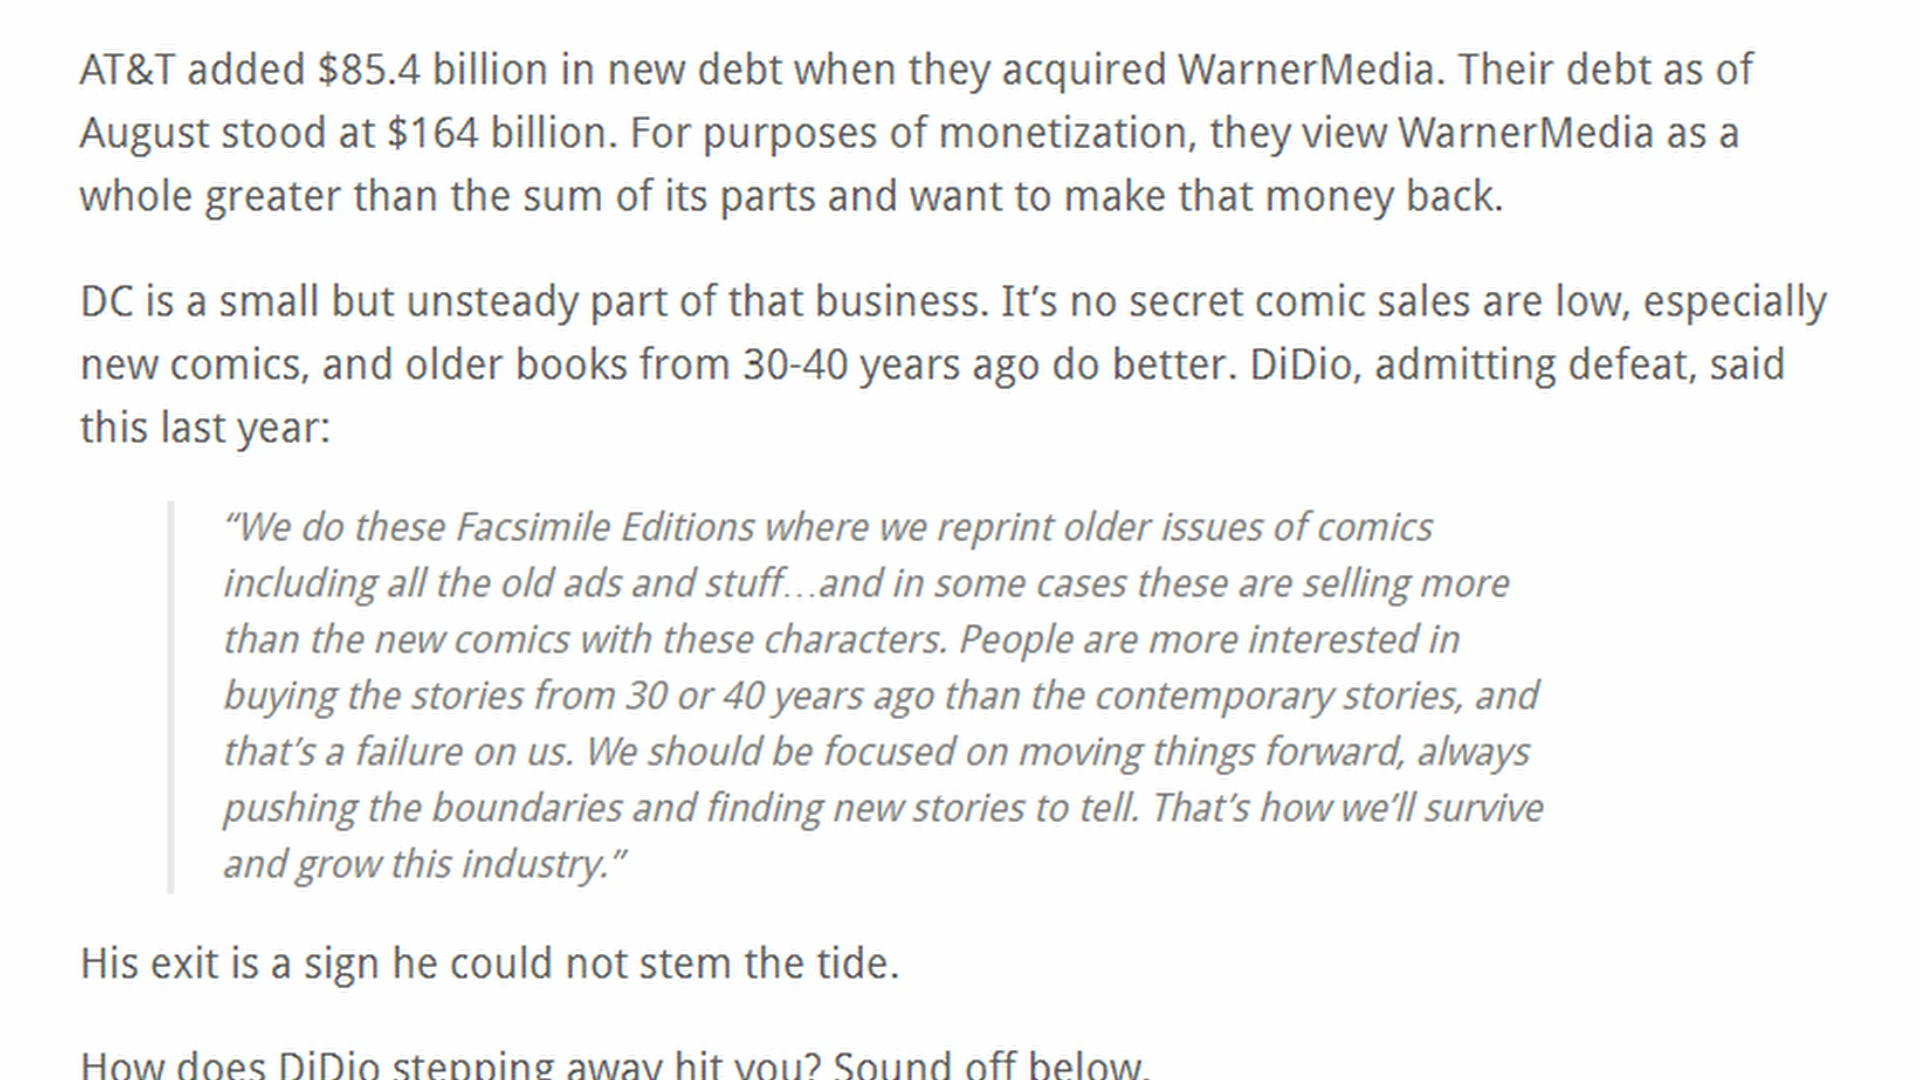 AT&T added $85.4 billion in new debt when they acquired WarnerMedia. Their debt as of
August stood at $164 billion. For purposes of monetization, they view WarnerMedia as a
whole greater than the sum of its parts and want to make that money back.
DC is a small but unsteady part of that business. It’s no secret comic sales are low, especially
new comics, and older books from 30-40 years ago do better. DiDio, admitting defeat, said
this last year:
“We do these Facsimile Editions where we reprint older issues of comics
including all the old ads and stuff…and in some cases these are selling more
than the new comics with these characters. People are more interested in
buying the stories from 30 or 40 years ago than the contemporary stories, and
that’s a failure on us. We should be focused on moving things forward, always
pushing the boundaries and finding new stories to tell. That’s how we’ll survive
and grow this industry.”
His exit is a sign he could not stem the tide.
How does DiDio stepping away hit you? Sound off below.